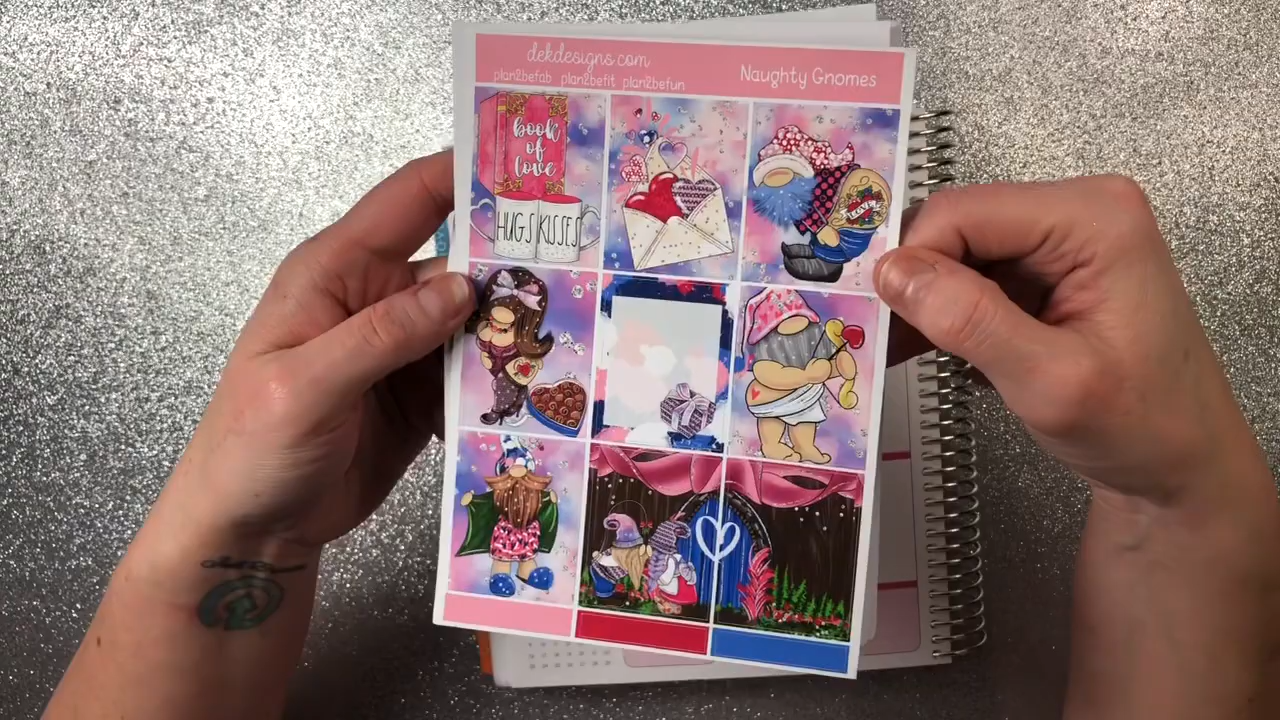 dekdesigns.com
plan2befab plan2befit plan2befun
Naughty Gnomes
book
of
love
HUGS KISSES